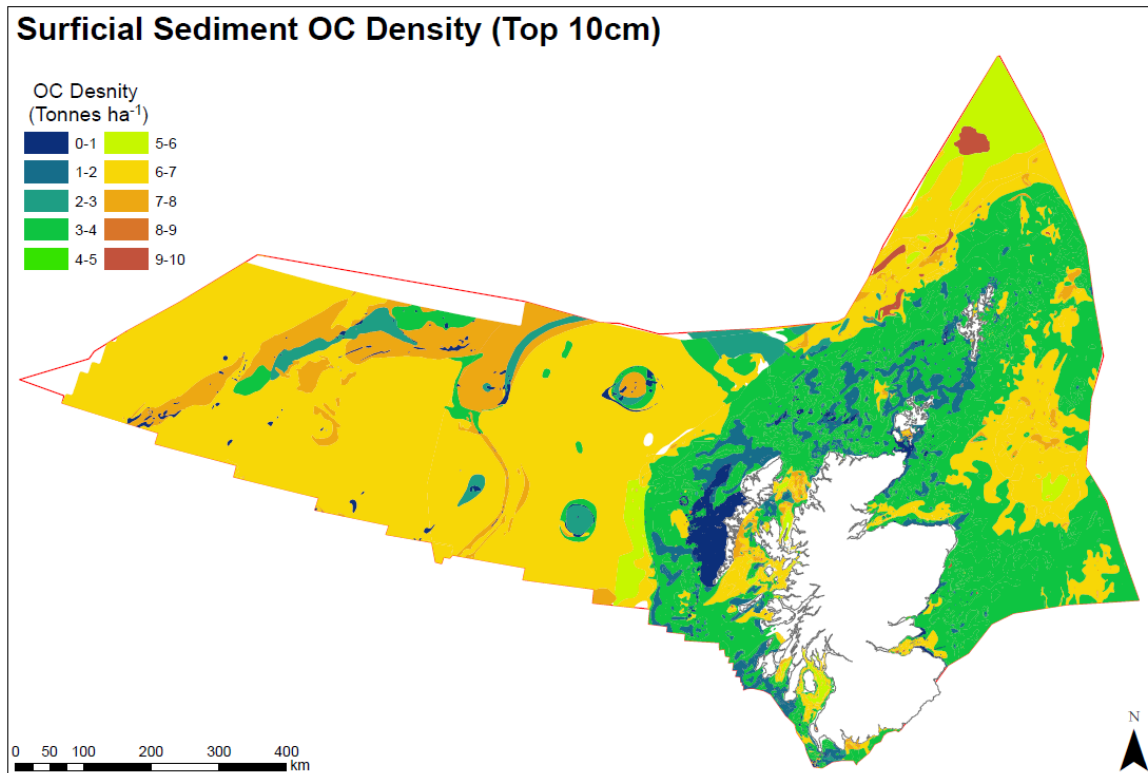 Surficial Sediment OC Density (Top 10cm)
OC Desnity
(Tonnes ha⁻¹)
0-1 5-6
1-2 6-7
2-3 7-8
3-4 8-9
4-5 9-10
N
0 50 100 200 300 400
km